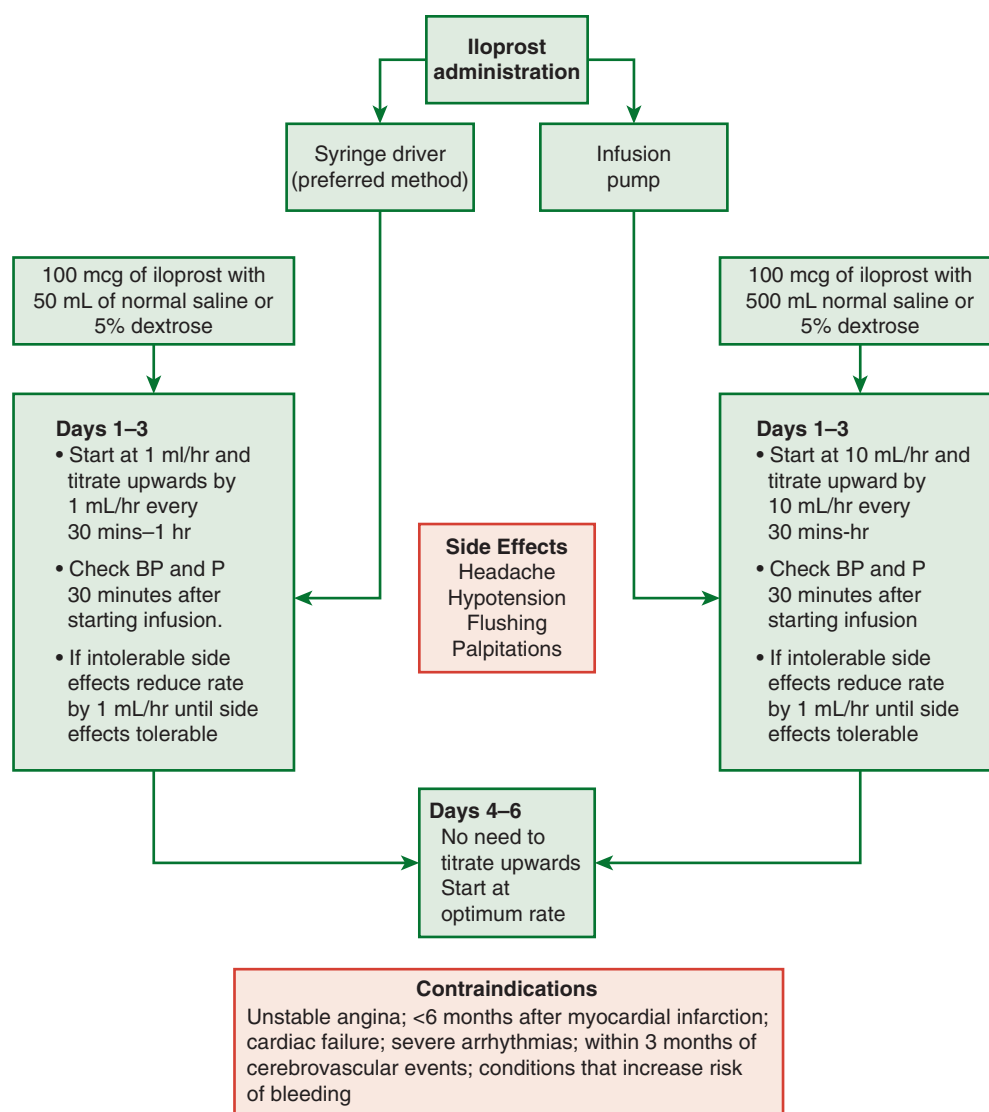 Iloprost
administration
Syringe driver
(preferred method)
Infusion
pump
100 mcg of iloprost with
50 mL of normal saline or
5% dextrose
100 mcg of iloprost with
500 mL normal saline or
5% dextrose
Days 1–3
• Start at 1 ml/hr and
titrate upwards by
1 mL/hr every
30 mins–1 hr
• Check BP and P
30 minutes after
starting infusion.
• If intolerable side
effects reduce rate
by 1 mL/hr until side
effects tolerable
Side Effects
Headache
Hypotension
Flushing
Palpitations
Days 1–3
• Start at 10 mL/hr and
titrate upward by
10 mL/hr every
30 mins-hr
• Check BP and P
30 minutes after
starting infusion
• If intolerable side
effects reduce rate
by 1 mL/hr until side
effects tolerable
Days 4–6
No need to
titrate upwards
Start at
optimum rate
Contraindications
Unstable angina; <6 months after myocardial infarction;
cardiac failure; severe arrhythmias; within 3 months of
cerebrovascular events; conditions that increase risk
of bleeding